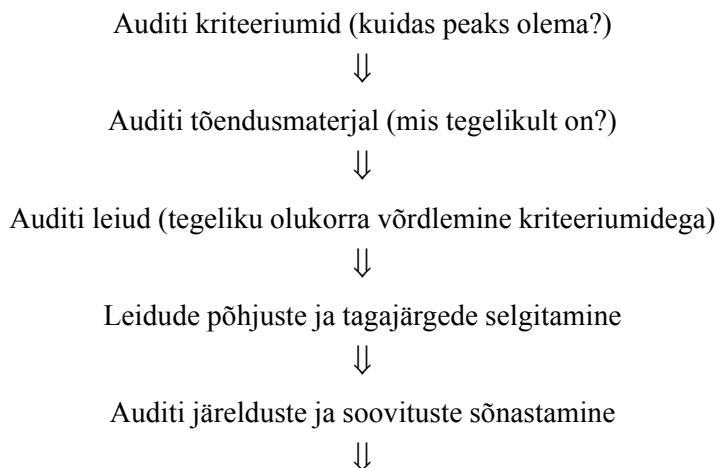 Auditi kriteeriumid (kuidas peaks olema?)
⇓
Auditi tõendusmaterjal (mis tegelikult on?)
⇓
Auditi leiud (tegeliku olukorra võrdlemine kriteeriumidega)
⇓
Leidude põhjuste ja tagajärgede selgitamine
⇓
Auditi järelduste ja soovituste sõnastamine
⇓